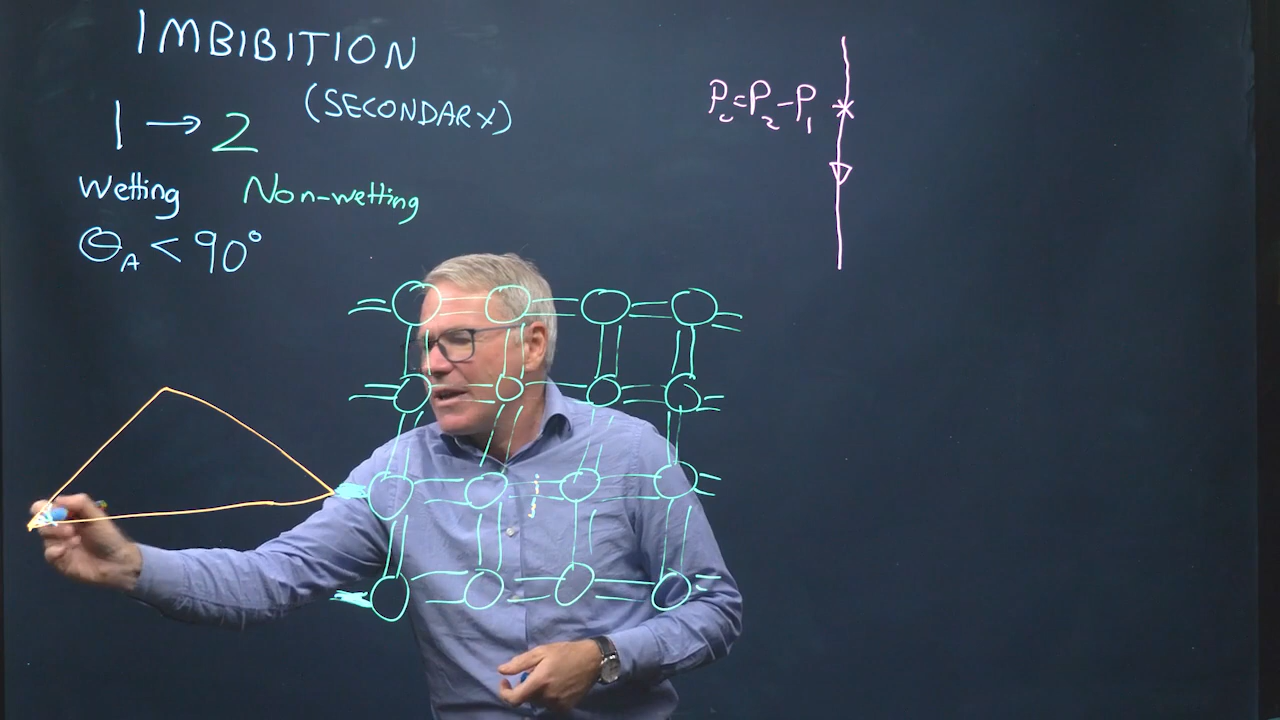 IMBIBITION
(SECONDARY)
1 → 2
Wetting Non-wetting
θA < 90°
Pc=P2-P1